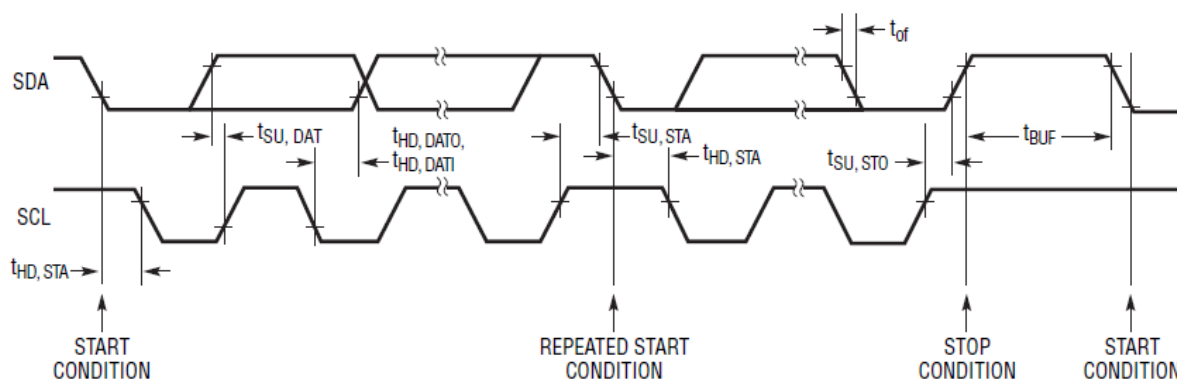 t_of
SDA
t_SU, DAT
t_HD, DATO,
t_HD, DATI
t_SU, STA
t_HD, STA
t_SU, STO
t_BUF
SCL
t_HD, STA
START
CONDITION
REPEATED START
CONDITION
STOP
CONDITION
START
CONDITION